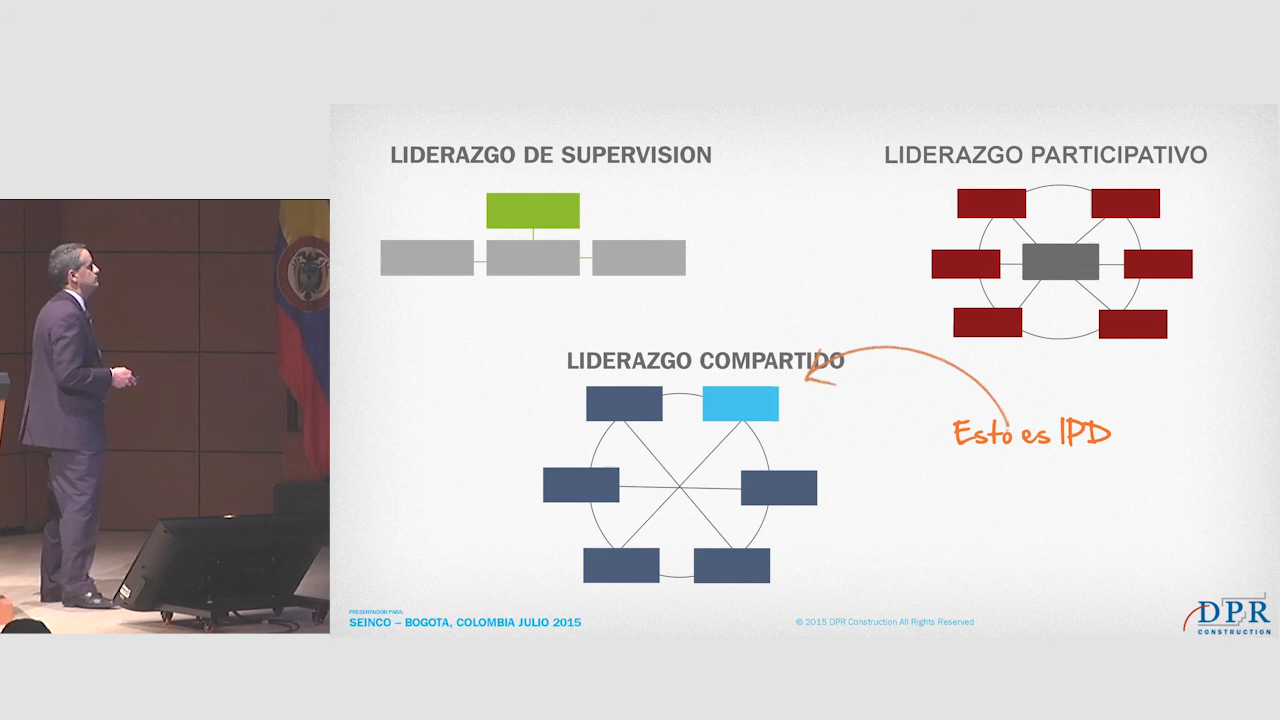 LIDERAZGO DE SUPERVISION
LIDERAZGO PARTICIPATIVO
LIDERAZGO COMPARTIDO
Esto es IPD
PRESENTACION PARA:
SEINCO – BOGOTA, COLOMBIA JULIO 2015
© 2015 DPR Construction All Rights Reserved
DPR
CONSTRUCTION